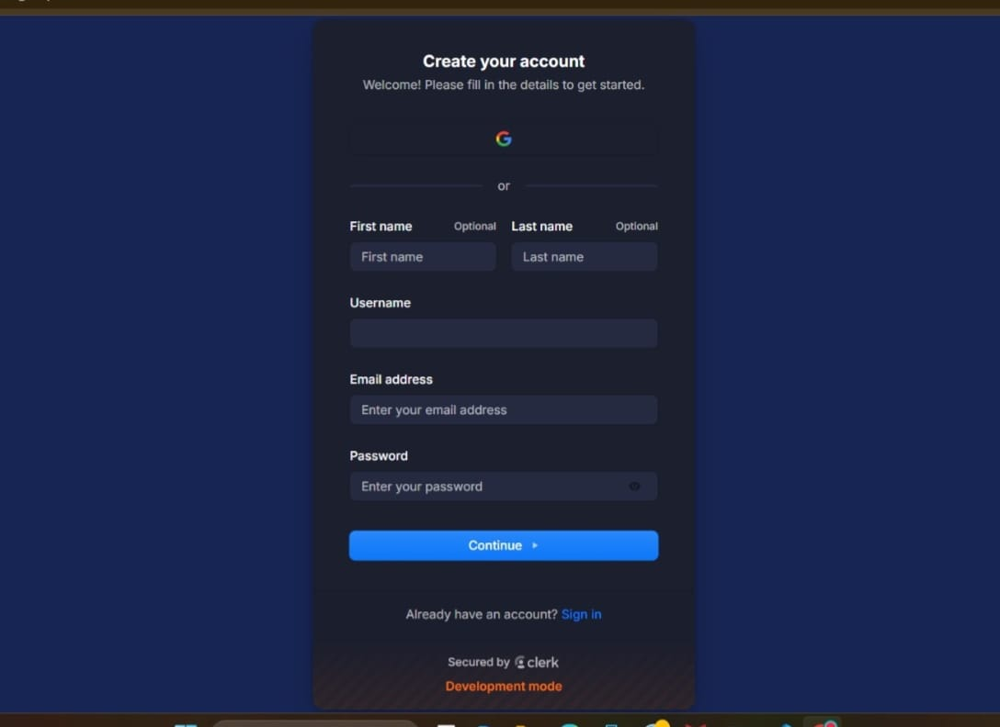 Create your account
Welcome! Please fill in the details to get started.
or
First name Optional Last name Optional
First name Last name
Username
Email address
Enter your email address
Password
Enter your password
Continue
Already have an account? Sign in
Secured by clerk
Development mode